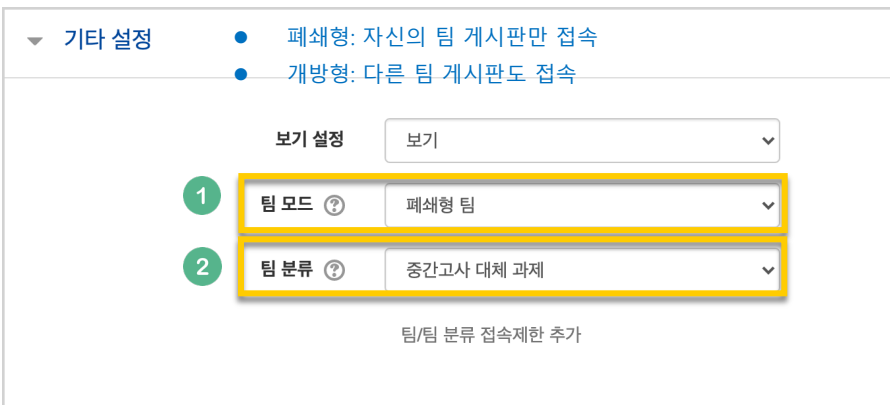 기타 설정
● 폐쇄형: 자신의 팀 게시판만 접속
● 개방형: 다른 팀 게시판도 접속
보기 설정 보기
1 팀 모드 ? 폐쇄형 팀
2 팀 분류 ? 중간고사 대체 과제
팀/팀 분류 접속제한 추가